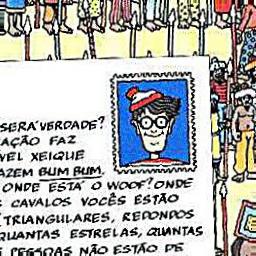 SERÁ VERDADE?
AÇÃO FAZ
VEL XEIQUE
AZEM BUM BUM.
ONDE ESTÁ O WOOF? ONDE
CAVALOS VOCÊS ESTÃO
TRIANGULARES, REDONDOS
QUANTAS ESTRELAS, QUANTAS
PESSOAS NÃO ESTÃO DE